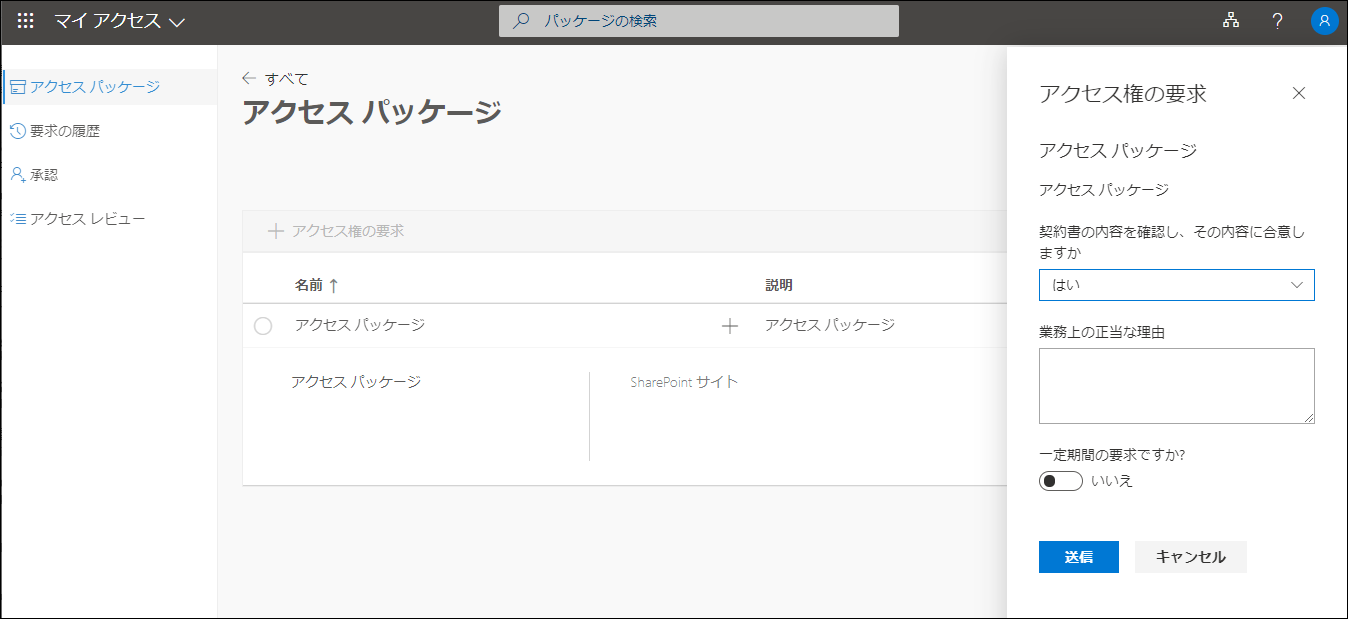 マイ アクセス
パッケージの検索
?
アクセス パッケージ
要求の履歴
承認
アクセス レビュー
← すべて
アクセス パッケージ
+ アクセス権の要求
名前 ↑ 説明
アクセス パッケージ + アクセス パッケージ
アクセス パッケージ SharePoint サイト
アクセス権の要求
アクセス パッケージ
アクセス パッケージ
契約書の内容を確認し、その内容に合意し
ますか
はい
業務上の正当な理由
一定期間の要求ですか?
いいえ
送信 キャンセル